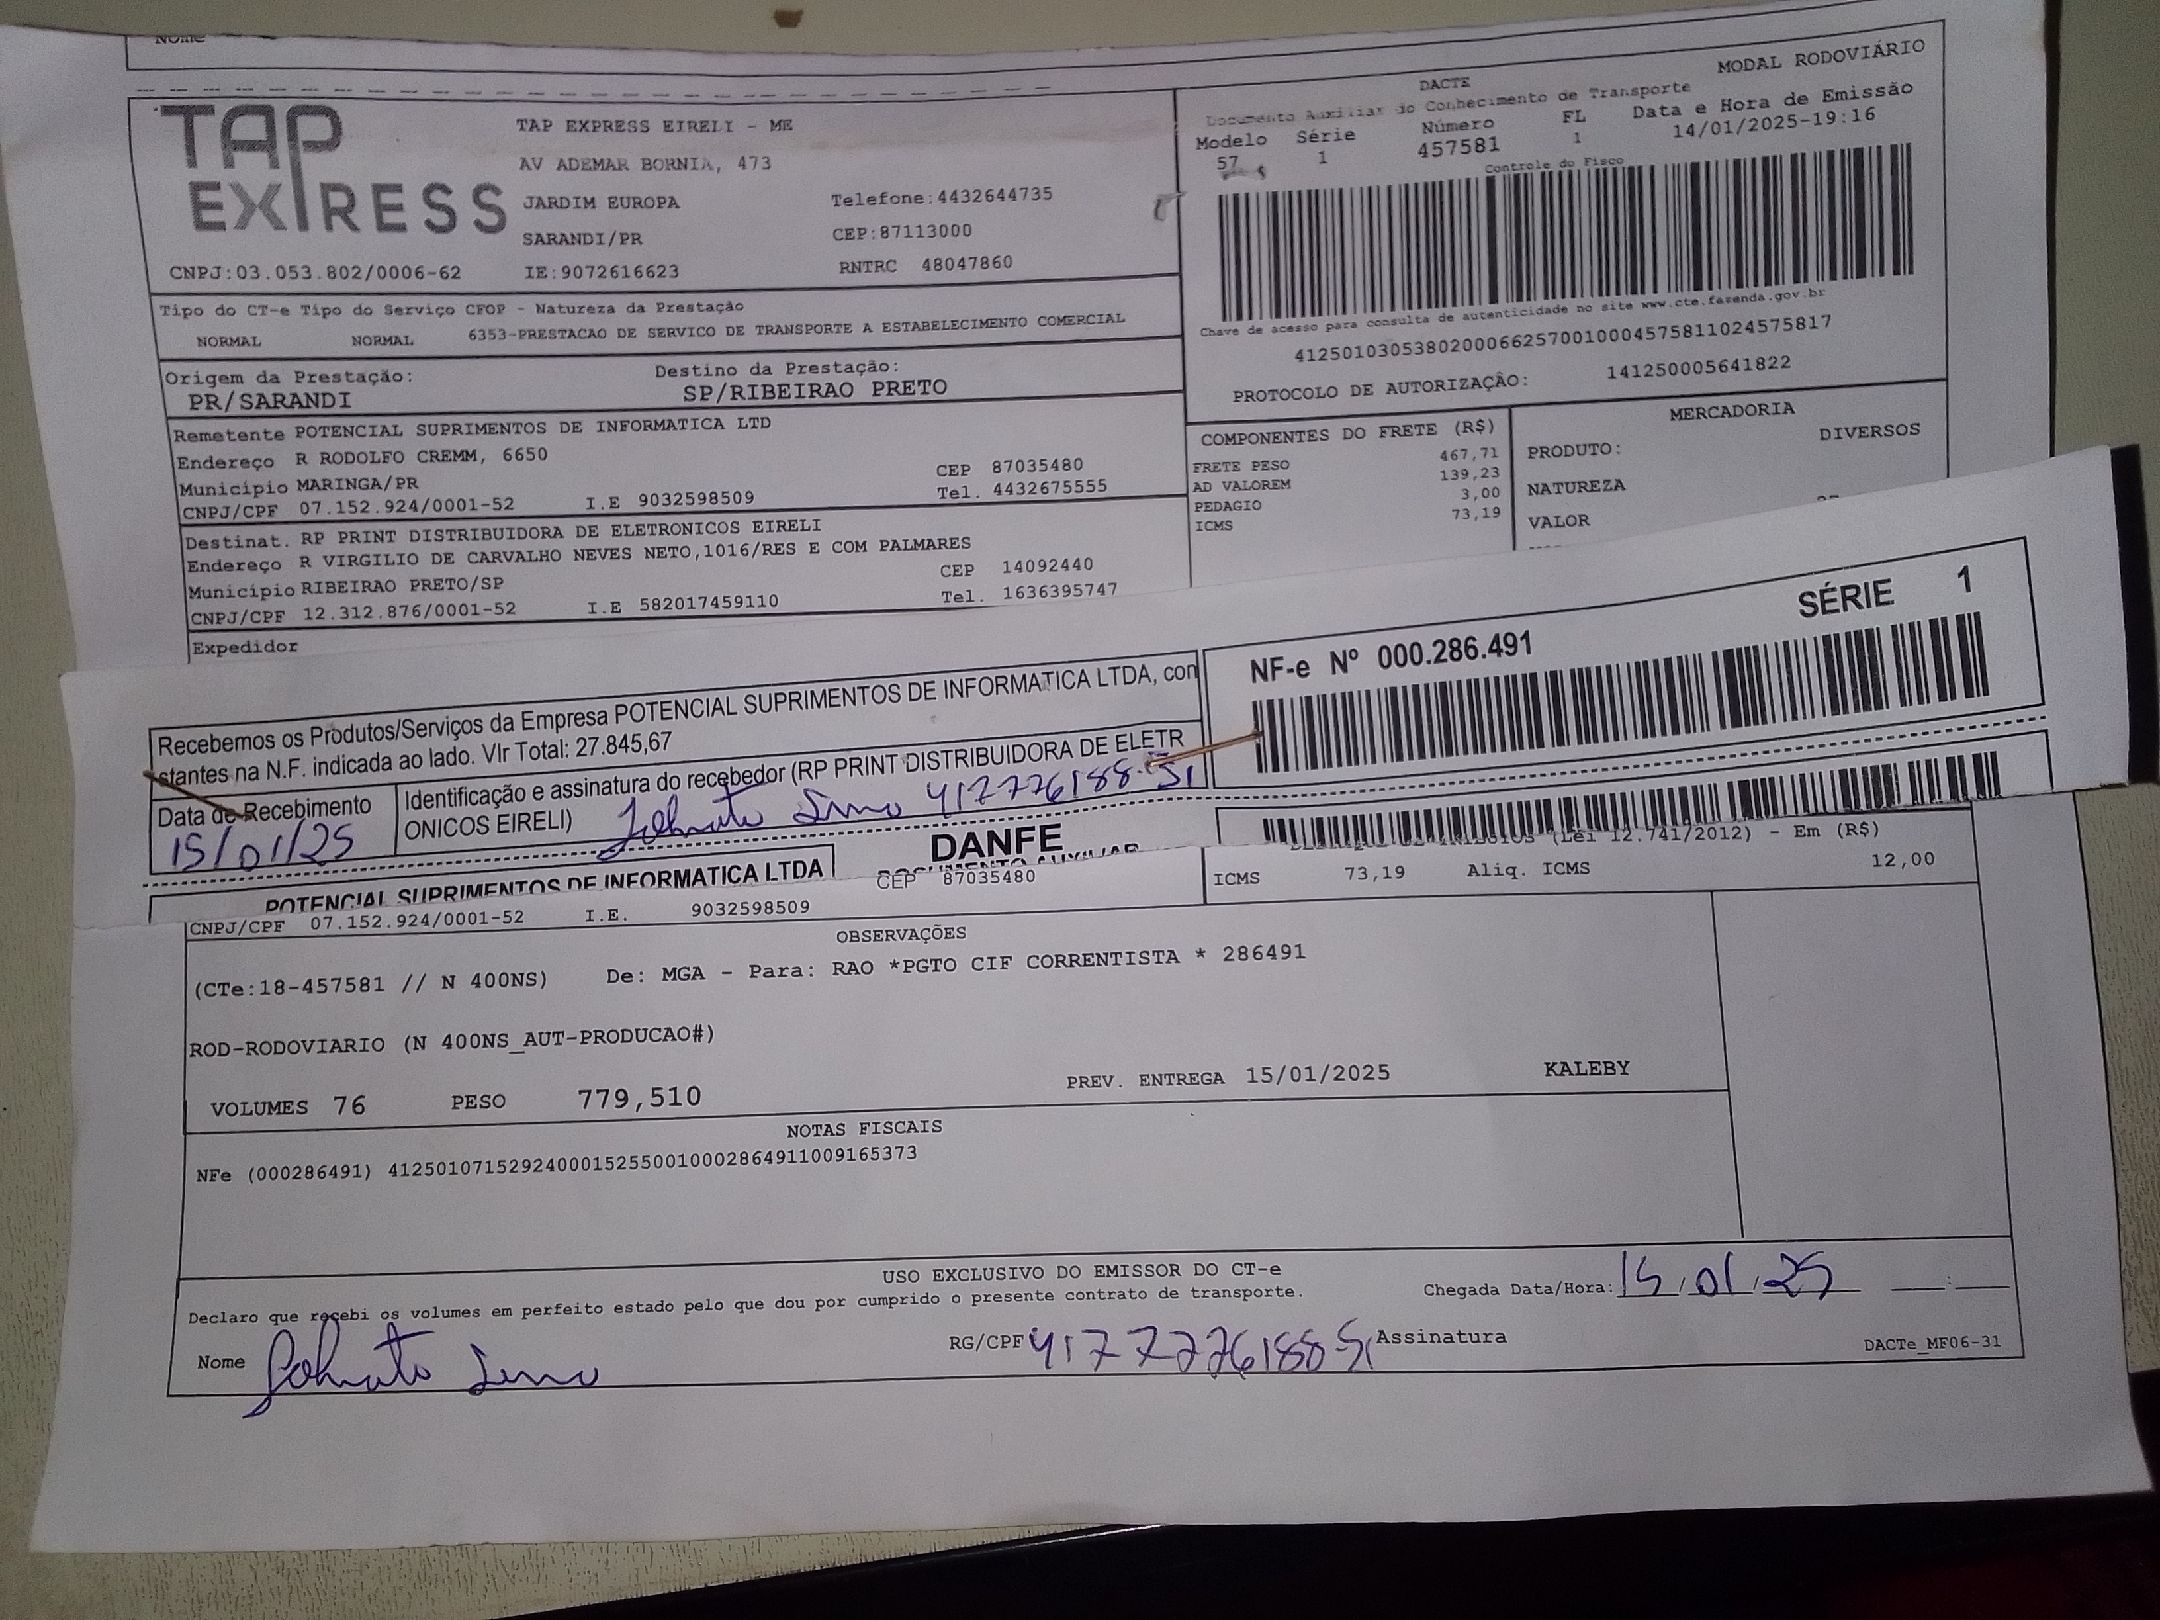 TAP EXPRESS
TAP EXPRESS EIRELI - ME
AV ADEMAR BORNIA, 473
JARDIM EUROPA Telefone:4432644735
SARANDI/PR CEP:87113000
CNPJ:03.053.802/0006-62 IE:9072616623 RNTRC 48047860
DACTE MODAL RODOVIÁRIO
Documento Auxiliar do Conhecimento de Transporte
Modelo Série Número FL Data e Hora de Emissão
57 1 457581 1 14/01/2025-19:16
Controle do Fisco
Chave de acesso para consulta de autenticidade no site www.cte.fazenda.gov.br
41250103053802000662570010004575811024575817
PROTOCOLO DE AUTORIZAÇÃO: 141250005641822
Tipo do CT-e Tipo do Serviço CFOP - Natureza da Prestação
NORMAL NORMAL 6353-PRESTACAO DE SERVICO DE TRANSPORTE A ESTABELECIMENTO COMERCIAL
Origem da Prestação: Destino da Prestação:
PR/SARANDI SP/RIBEIRAO PRETO
Remetente POTENCIAL SUPRIMENTOS DE INFORMATICA LTD
Endereço R RODOLFO CREMM, 6650
Município MARINGA/PR CEP 87035480
CNPJ/CPF 07.152.924/0001-52 I.E 9032598509 Tel. 4432675555
Destinat. RP PRINT DISTRIBUIDORA DE ELETRONICOS EIRELI
Endereço R VIRGILIO DE CARVALHO NEVES NETO,1016/RES E COM PALMARES
Município RIBEIRAO PRETO/SP CEP 14092440
CNPJ/CPF 12.312.876/0001-52 I.E 582017459110 Tel. 1636395747
Expedidor
COMPONENTES DO FRETE (R$)
FRETE PESO 467,71
AD VALOREM 139,23
PEDAGIO 3,00
ICMS 73,19
MERCADORIA
PRODUTO: DIVERSOS
NATUREZA
VALOR
Recebemos os Produtos/Serviços da Empresa POTENCIAL SUPRIMENTOS DE INFORMATICA LTDA, con
stantes na N.F. indicada ao lado. Vlr Total: 27.845,67
Data de Recebimento
15/01/25
Identificação e assinatura do recebedor (RP PRINT DISTRIBUIDORA DE ELETR
ONICOS EIRELI)
NF-e Nº 000.286.491 SÉRIE 1
DANFE
POTENCIAL SUPRIMENTOS DE INFORMATICA LTDA
CEP 87035480
(Lei 12.741/2012) - Em (R$)
ICMS 73,19 Aliq. ICMS 12,00
CNPJ/CPF 07.152.924/0001-52 I.E. 9032598509
OBSERVAÇÕES
(CTe:18-457581 // N 400NS) De: MGA - Para: RAO *PGTO CIF CORRENTISTA * 286491
ROD-RODOVIARIO (N 400NS_AUT-PRODUCAO#)
VOLUMES 76 PESO 779,510 PREV. ENTREGA 15/01/2025 KALEBY
NOTAS FISCAIS
NFe (000286491) 41250107152924000152550010002864911009165373
USO EXCLUSIVO DO EMISSOR DO CT-e
Declaro que recebi os volumes em perfeito estado pelo que dou por cumprido o presente contrato de transporte.
Chegada Data/Hora: 15/01/25
Nome RG/CPF Assinatura
DACTe_MF06-31